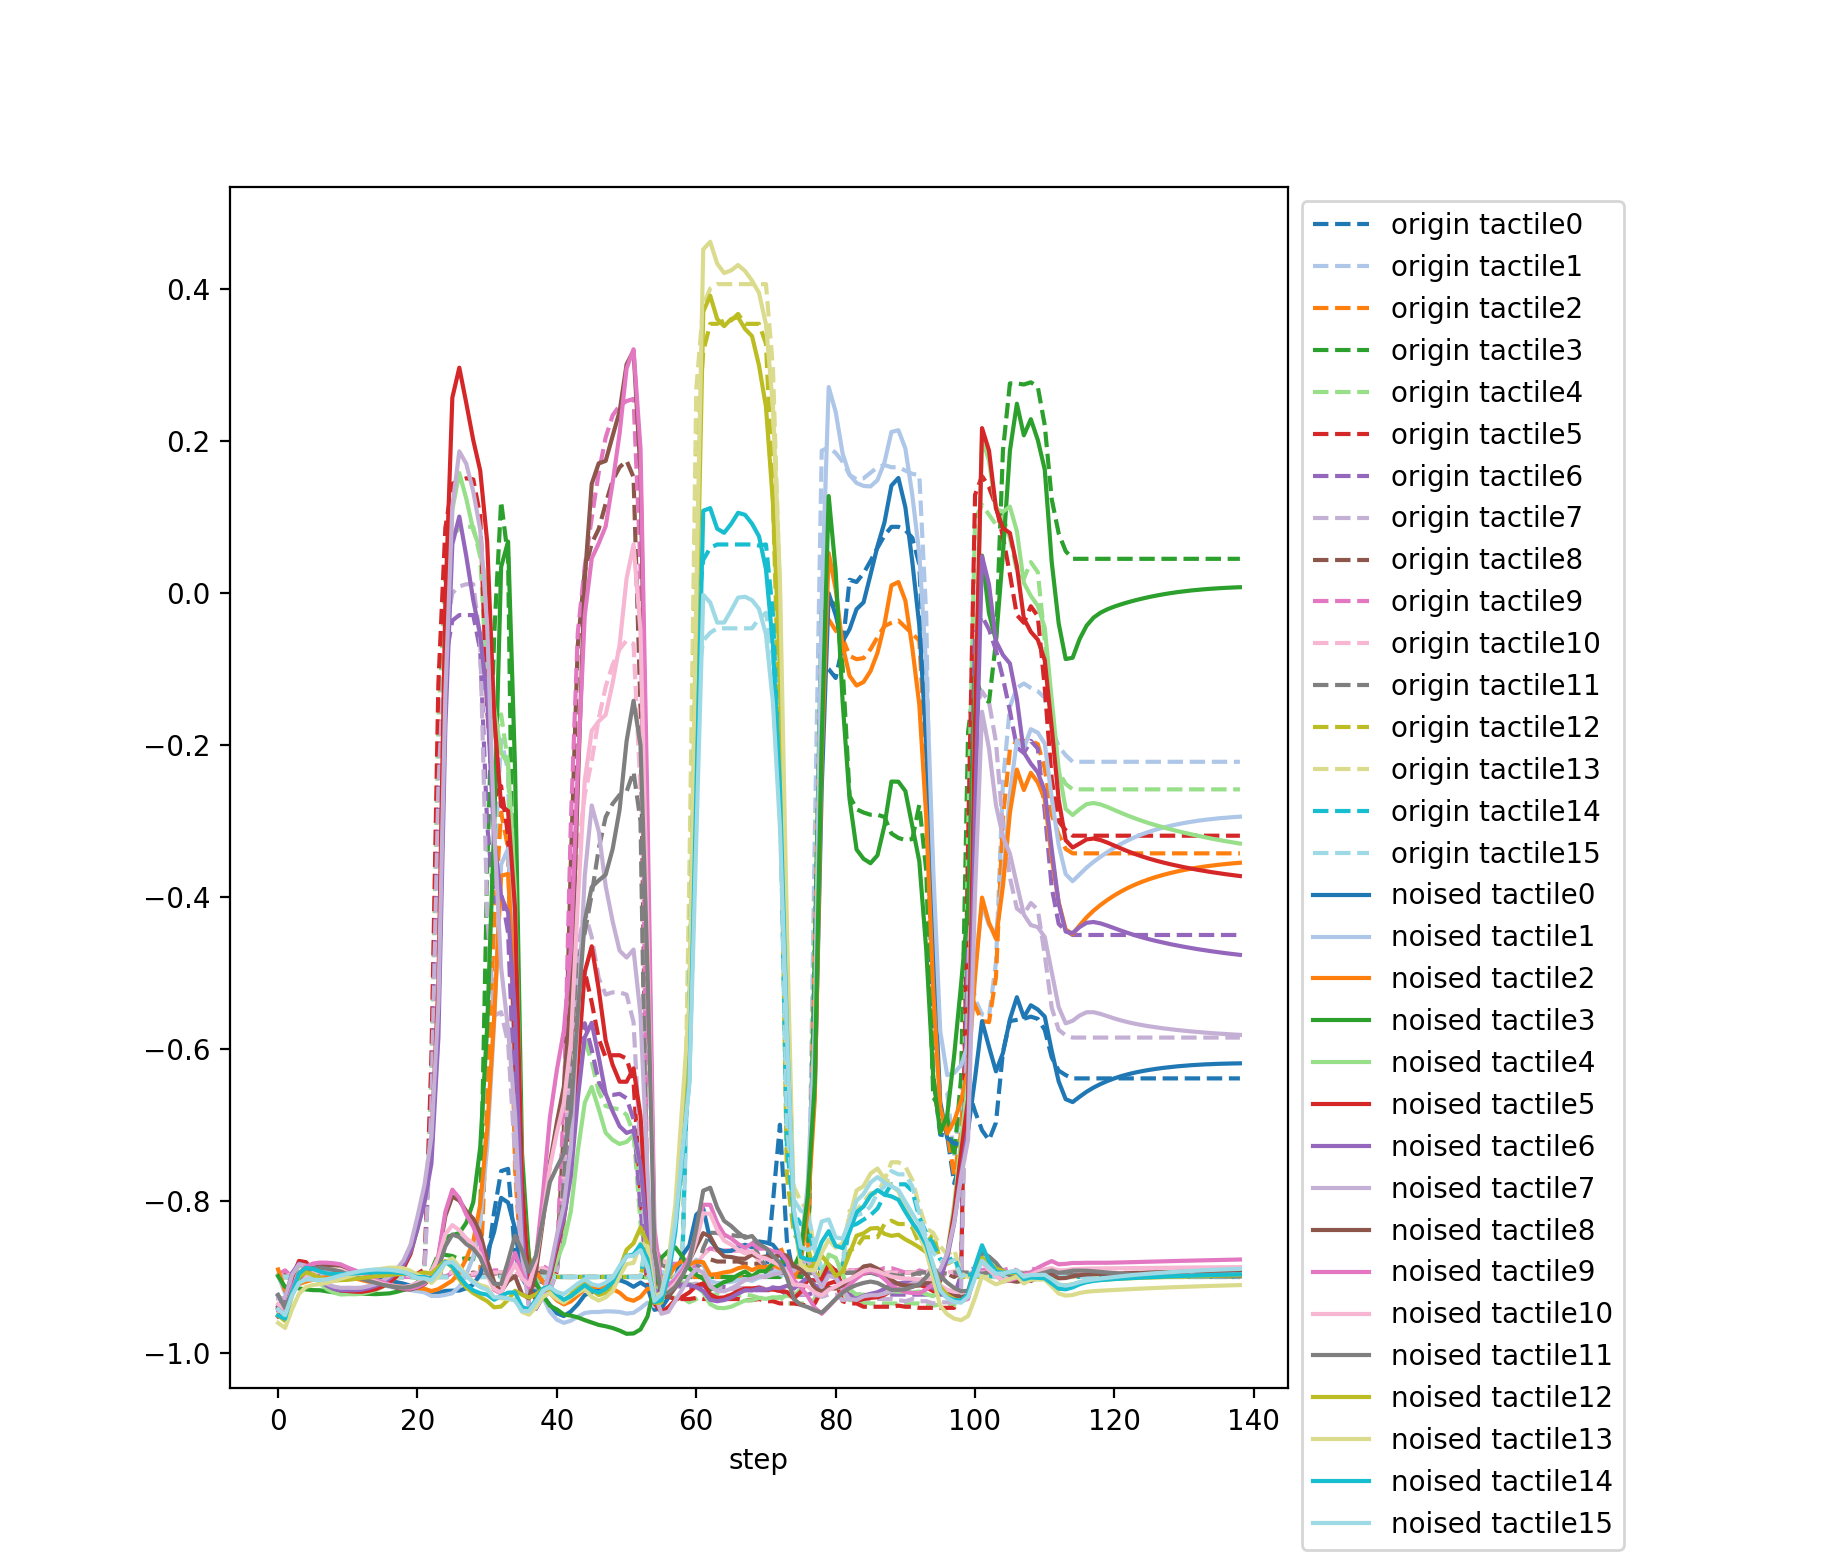 0.4
0.2
0.0
−0.2
−0.4
−0.6
−0.8
−1.0
0 20 40 60 80 100 120 140
step
origin tactile0
origin tactile1
origin tactile2
origin tactile3
origin tactile4
origin tactile5
origin tactile6
origin tactile7
origin tactile8
origin tactile9
origin tactile10
origin tactile11
origin tactile12
origin tactile13
origin tactile14
origin tactile15
noised tactile0
noised tactile1
noised tactile2
noised tactile3
noised tactile4
noised tactile5
noised tactile6
noised tactile7
noised tactile8
noised tactile9
noised tactile10
noised tactile11
noised tactile12
noised tactile13
noised tactile14
noised tactile15